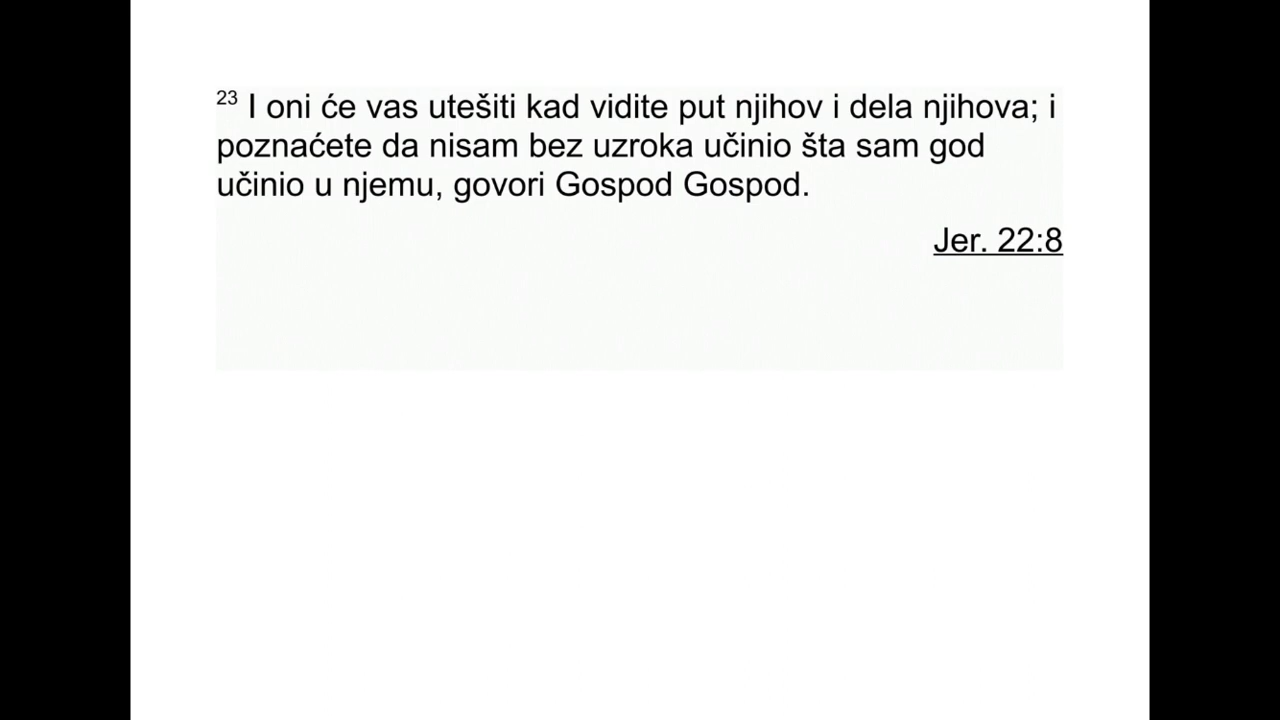 23 I oni će vas utešiti kad vidite put njihov i dela njihova; i
poznaćete da nisam bez uzroka učinio šta sam god
učinio u njemu, govori Gospod Gospod.
Jer. 22:8